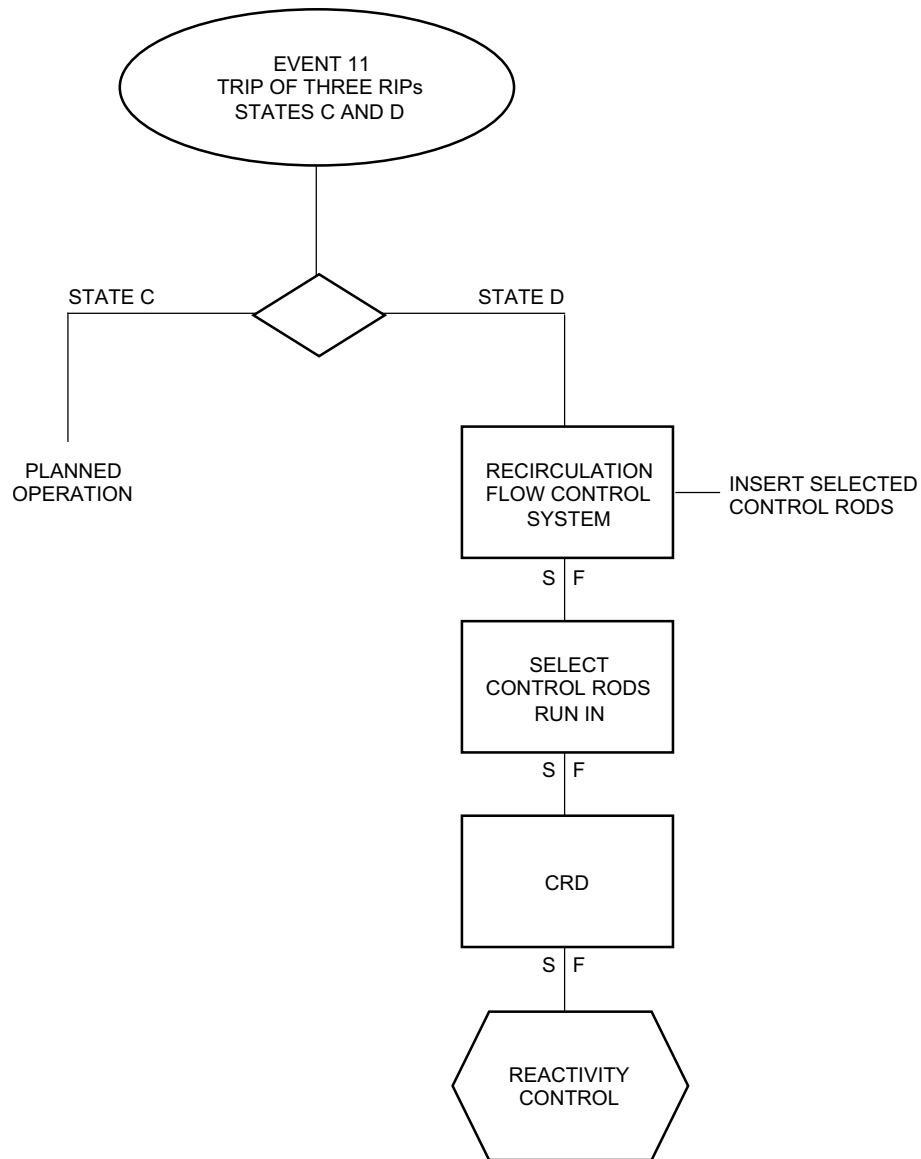 EVENT 11
TRIP OF THREE RIPs
STATES C AND D
STATE C
STATE D
PLANNED
OPERATION
RECIRCULATION
FLOW CONTROL
SYSTEM
INSERT SELECTED
CONTROL RODS
S F
SELECT
CONTROL RODS
RUN IN
S F
CRD
S F
REACTIVITY
CONTROL